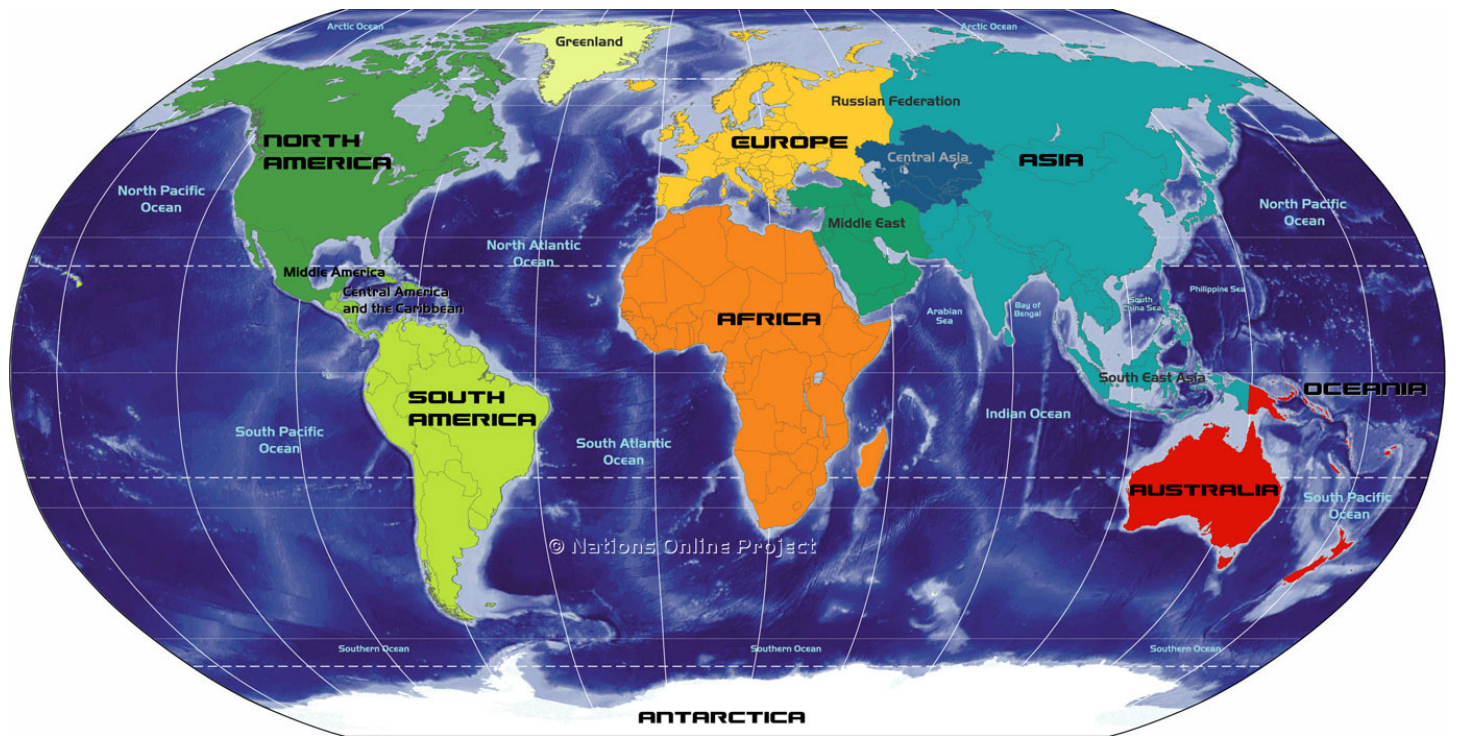 Arctic Ocean
Arctic Ocean
Greenland
Russian Federation
NORTH
AMERICA
EUROPE
Central Asia
ASIA
North Pacific
Ocean
North Pacific
Ocean
Middle East
North Atlantic
Ocean
Middle America
Central America
and the Caribbean
Philippine Sea
South
China Sea
Bay of
Bengal
Arabian
Sea
AFRICA
South East Asia
OCEANIA
SOUTH
AMERICA
Indian Ocean
South Pacific
Ocean
South Atlantic
Ocean
AUSTRALIA
South Pacific
Ocean
© Nations Online Project
Southern Ocean
Southern Ocean
Southern Ocean
ANTARCTICA